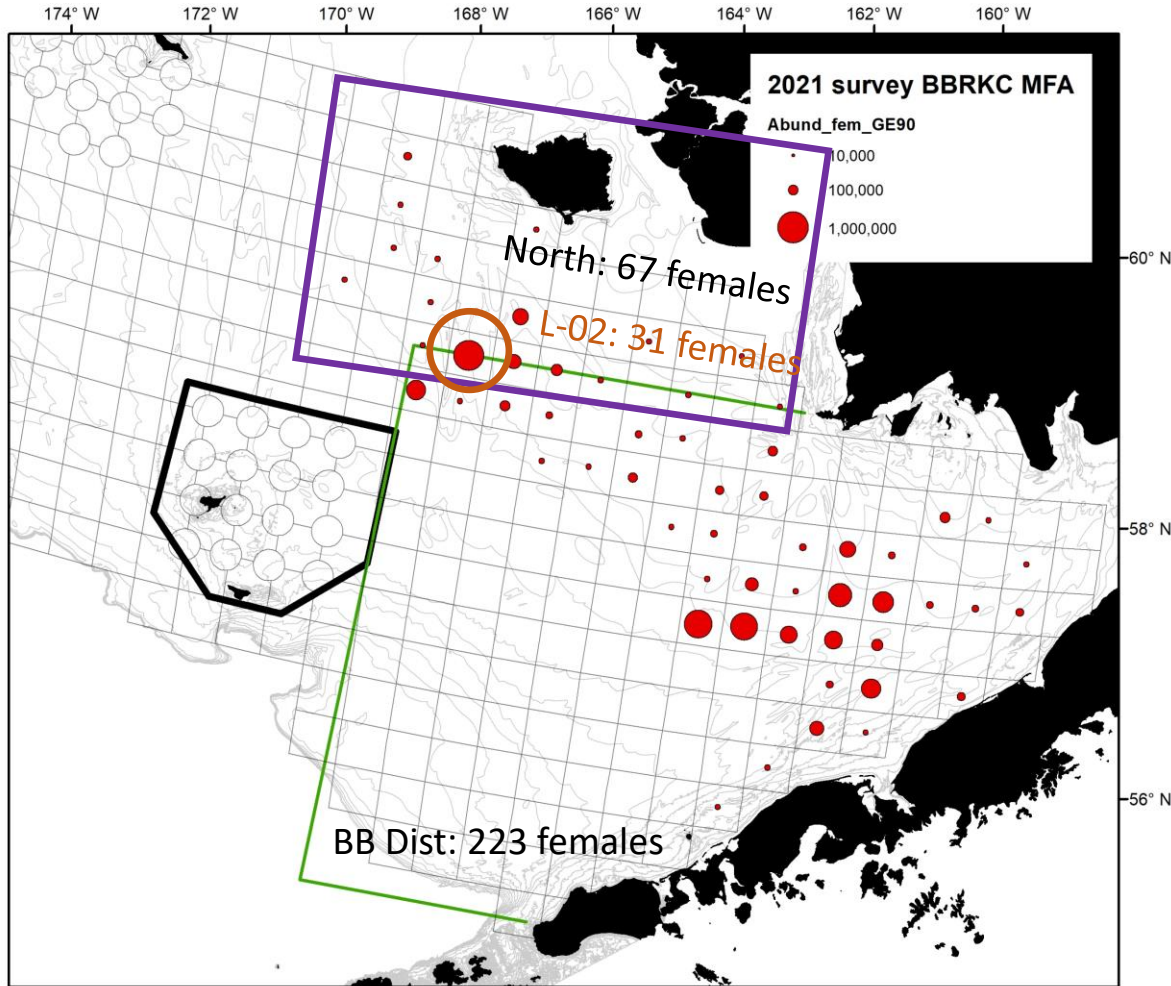 174° W 172° W 170° W 168° W 166° W 164° W 162° W 160° W
2021 survey BBRKC MFA
Abund_fem_GE90
10,000
100,000
1,000,000
60° N
North: 67 females
L-02: 31 females
58° N
56° N
BB Dist: 223 females